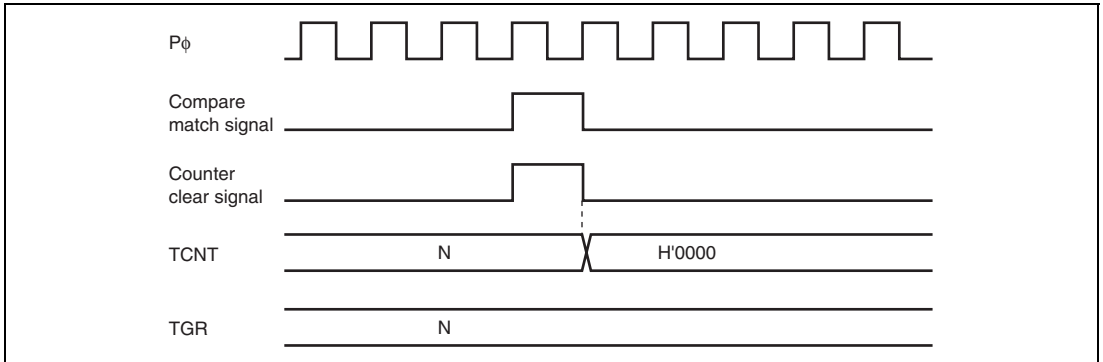 Pϕ
Compare
match signal
Counter
clear signal
TCNT
N
H'0000
TGR
N